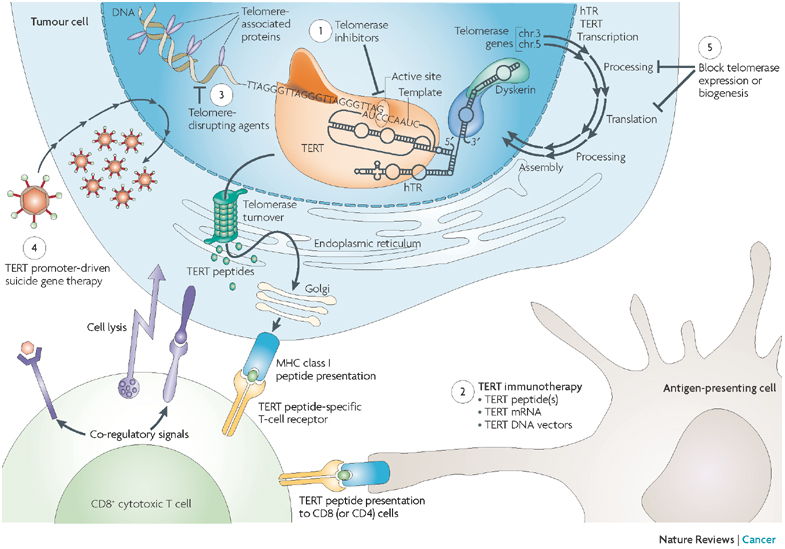 Tumour cell
DNA
Telomere-
associated
proteins
1
Telomerase
inhibitors
Telomerase
genes
chr.3
chr.5
hTR
TERT
Transcription
Processing
5
Block telomerase
expression or
biogenesis
Translation
Processing
Assembly
3
Telomere-
disrupting agents
TTAGGGTTAGGGTTAGGGTTAG
Active site
Template
AUCCCAAUC
Dyskerin
TERT
5′
3′
hTR
4
TERT promoter-driven
suicide gene therapy
Telomerase
turnover
Endoplasmic reticulum
TERT peptides
Golgi
Cell lysis
MHC class I
peptide presentation
TERT peptide-specific
T-cell receptor
Co-regulatory signals
CD8+ cytotoxic T cell
2
TERT immunotherapy
• TERT peptide(s)
• TERT mRNA
• TERT DNA vectors
Antigen-presenting cell
TERT peptide presentation
to CD8 (or CD4) cells
Nature Reviews | Cancer